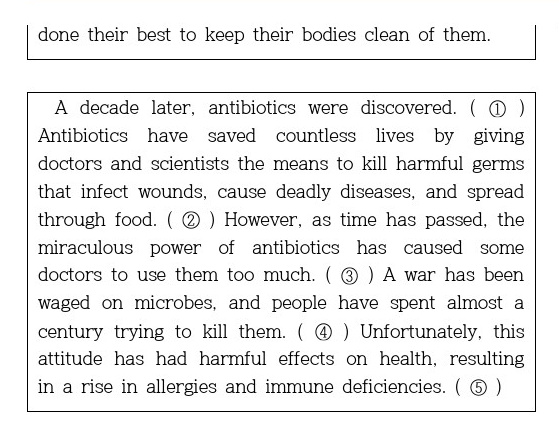 done their best to keep their bodies clean of them.
A decade later, antibiotics were discovered. ( ① )
Antibiotics have saved countless lives by giving
doctors and scientists the means to kill harmful germs
that infect wounds, cause deadly diseases, and spread
through food. ( ② ) However, as time has passed, the
miraculous power of antibiotics has caused some
doctors to use them too much. ( ③ ) A war has been
waged on microbes, and people have spent almost a
century trying to kill them. ( ④ ) Unfortunately, this
attitude has had harmful effects on health, resulting
in a rise in allergies and immune deficiencies. ( ⑤ )